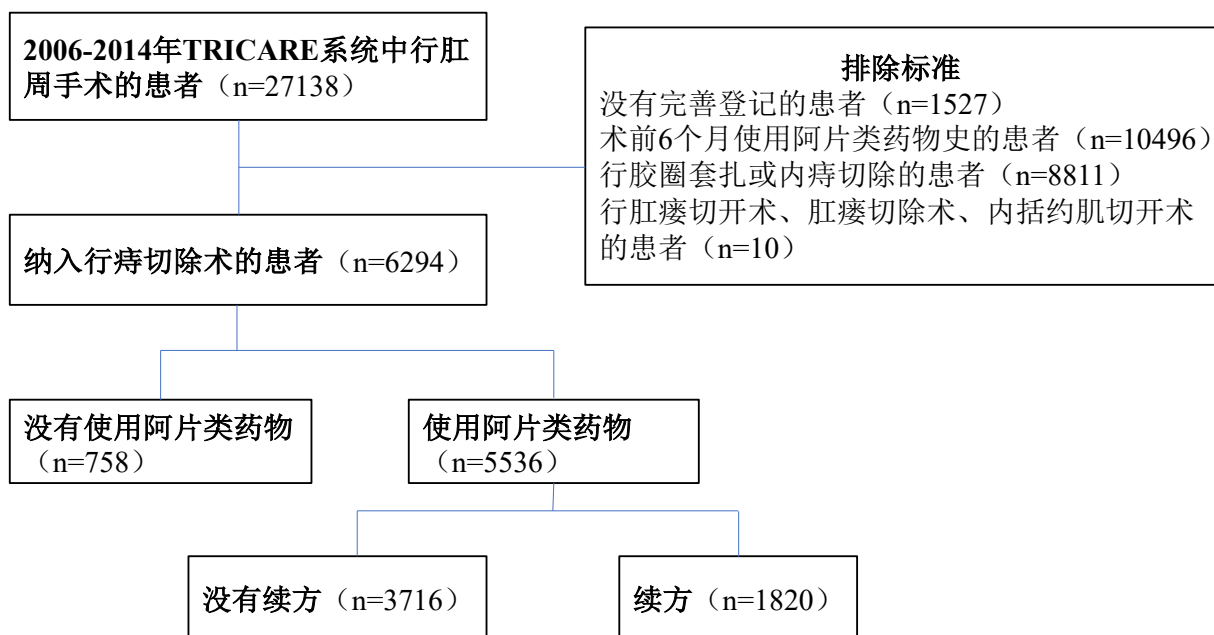 2006-2014年TRICARE系统中行肛
周手术的患者（n=27138）
排除标准
没有完善登记的患者（n=1527）
术前6个月使用阿片类药物史的患者（n=10496）
行胶圈套扎或内痔切除的患者（n=8811）
行肛瘘切开术、肛瘘切除术、内括约肌切开术
的患者（n=10）
纳入行痔切除术的患者（n=6294）
没有使用阿片类药物
（n=758）
使用阿片类药物
（n=5536）
没有续方（n=3716）
续方（n=1820）